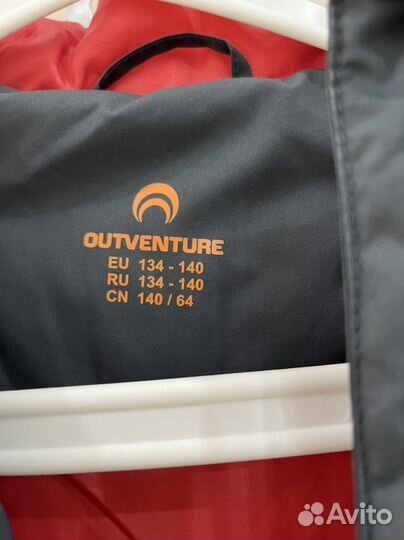 OUTVENTURE
EU 134 - 140
RU 134 - 140
CN 140 / 64
Avito